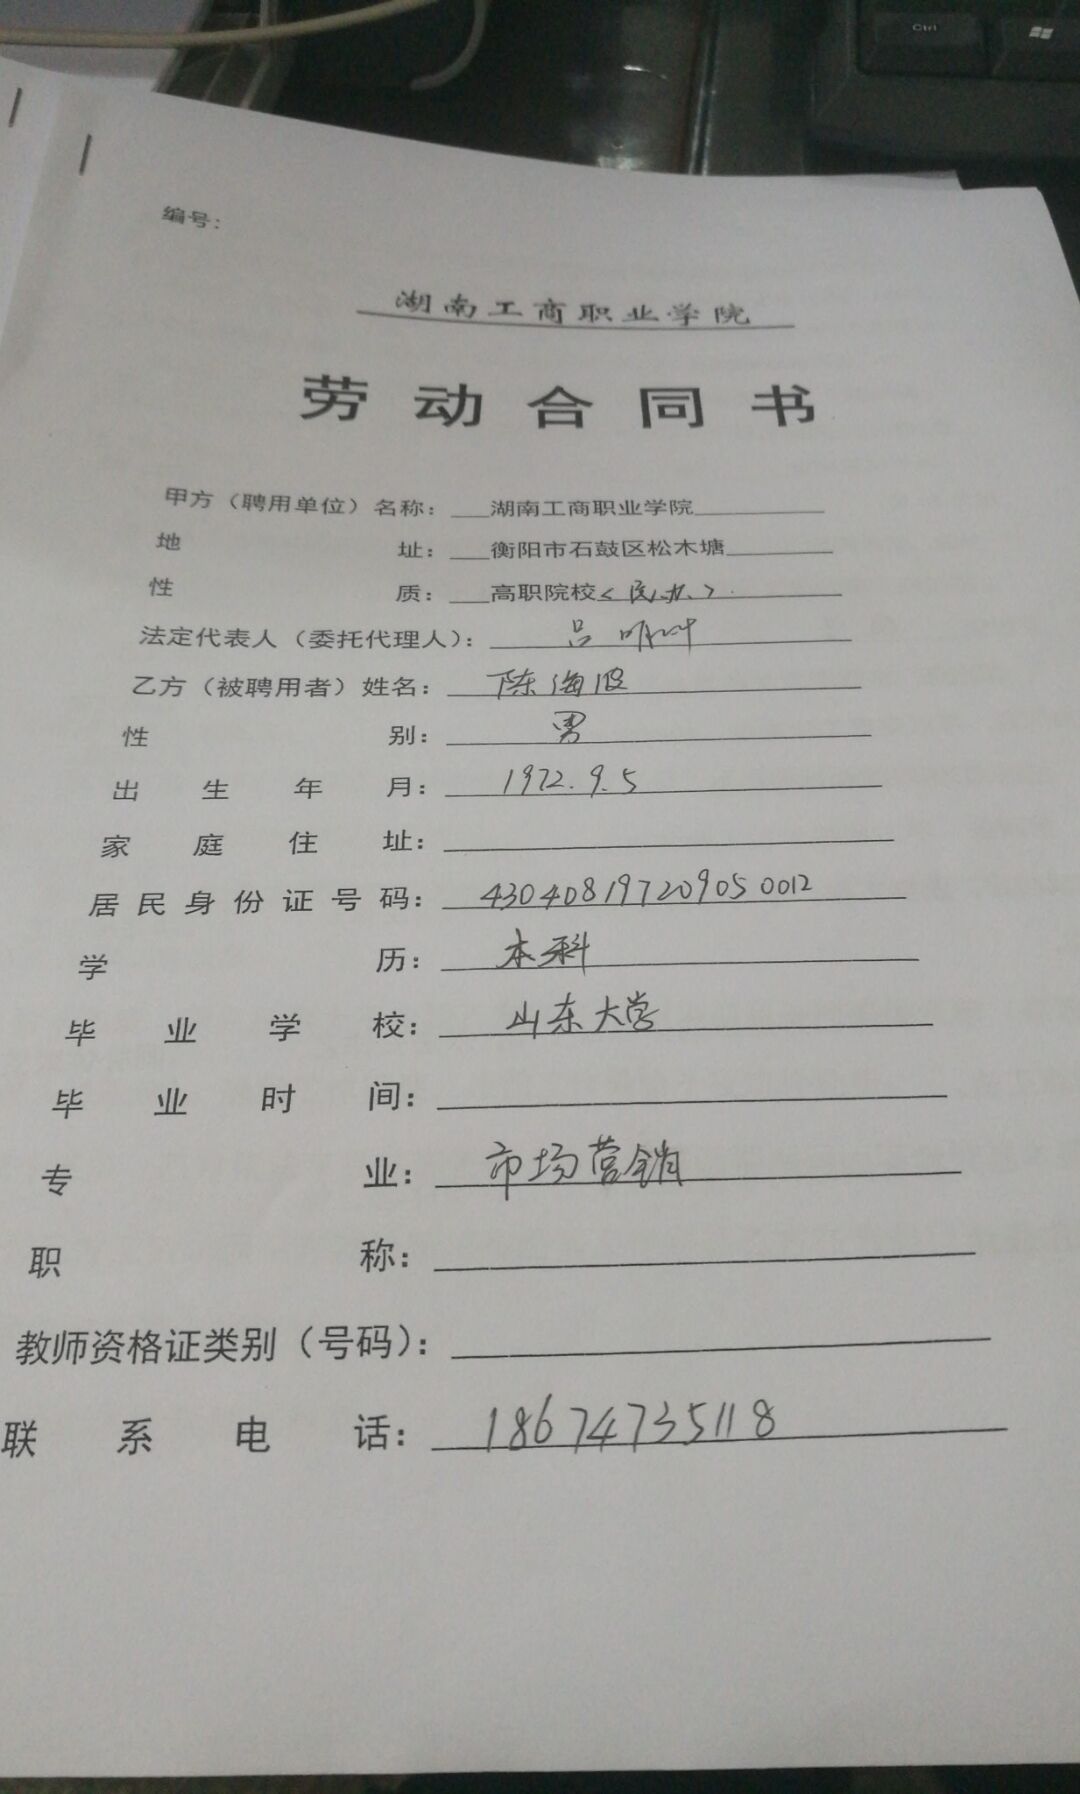 Ctrl
编号：
湖南工商职业学院
劳动合同书
甲方（聘用单位）名称：湖南工商职业学院
地址：衡阳市石鼓区松木塘
性质：高职院校<民办>
法定代表人（委托代理人）：吕
乙方（被聘用者）姓名：陈海波
性别：男
出生年月：1972.9.5
家庭住址：
居民身份证号码：4304081972090500012
学历：本科
毕业学校：山东大学
毕业时间：
专业：市场营销
职称：
教师资格证类别（号码）：
联系电话：18674735118